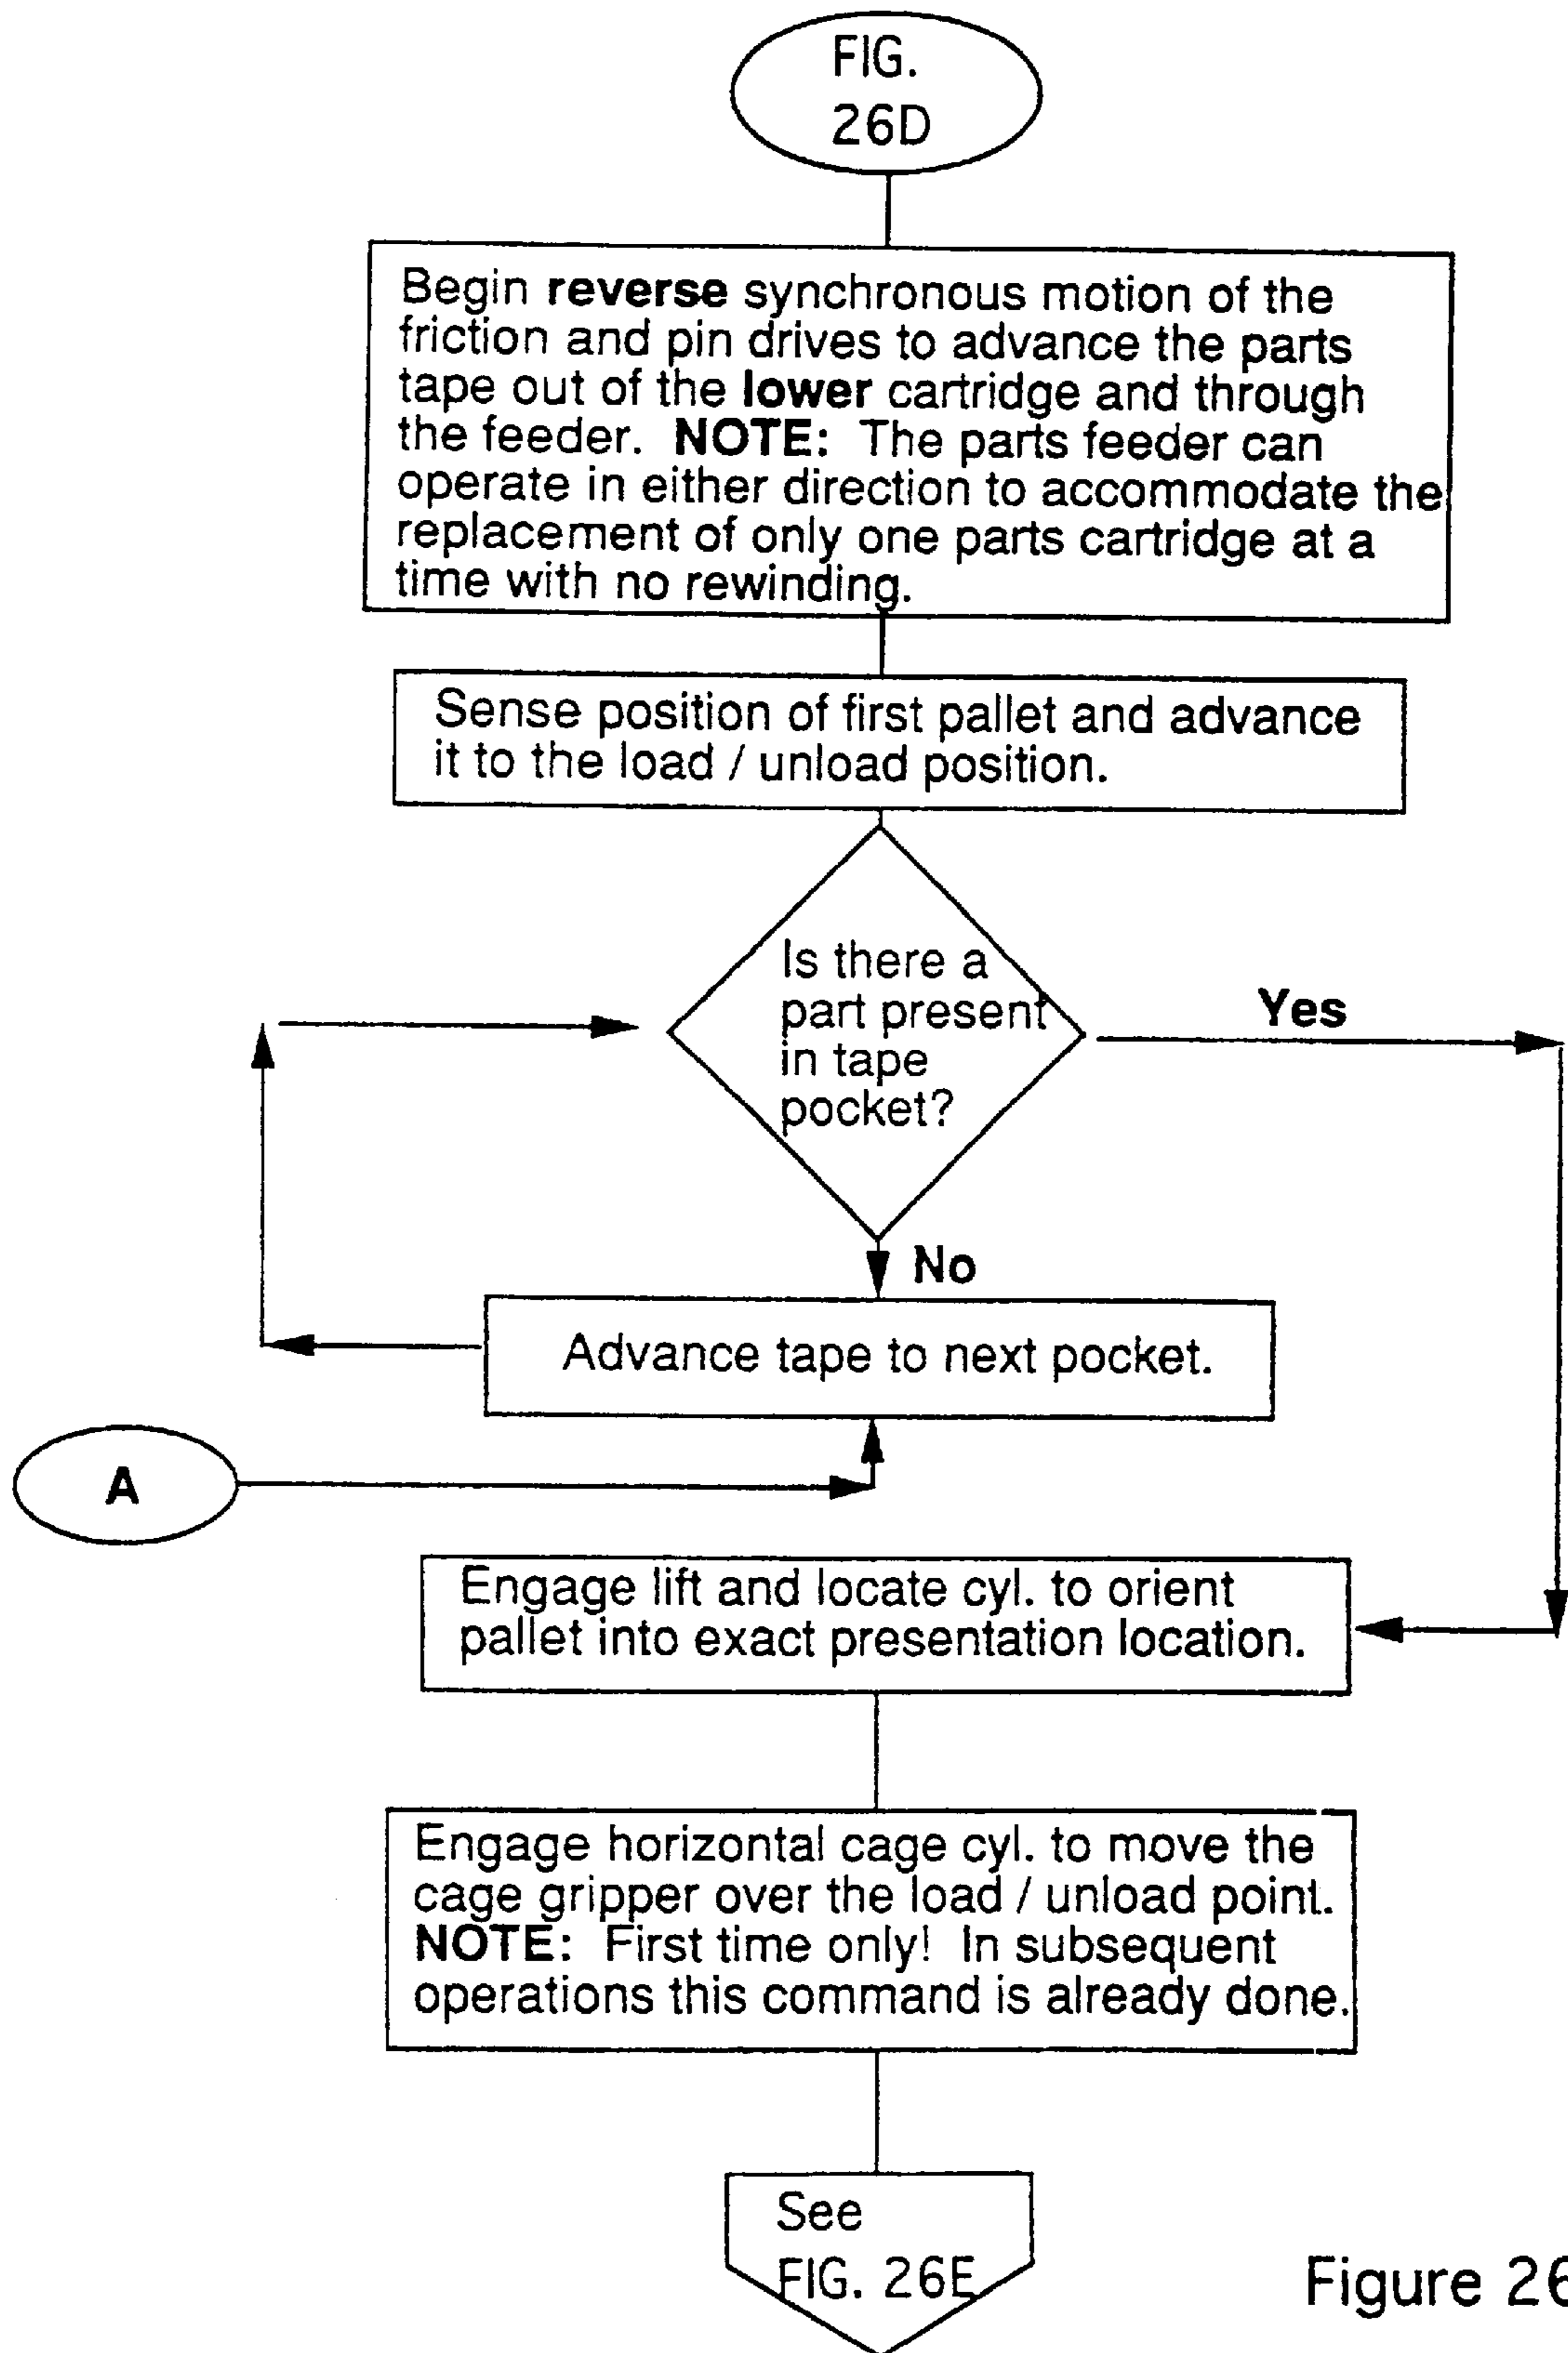 FIG.
26D
Begin reverse synchronous motion of the
friction and pin drives to advance the parts
tape out of the lower cartridge and through
the feeder. NOTE: The parts feeder can
operate in either direction to accommodate the
replacement of only one parts cartridge at a
time with no rewinding.
Sense position of first pallet and advance
it to the load / unload position.
Is there a
part present
in tape
pocket?
Yes
No
Advance tape to next pocket.
A
Engage lift and locate cyl. to orient
pallet into exact presentation location.
Engage horizontal cage cyl. to move the
cage gripper over the load / unload point.
NOTE: First time only! In subsequent
operations this command is already done.
See
FIG. 26E
Figure 26